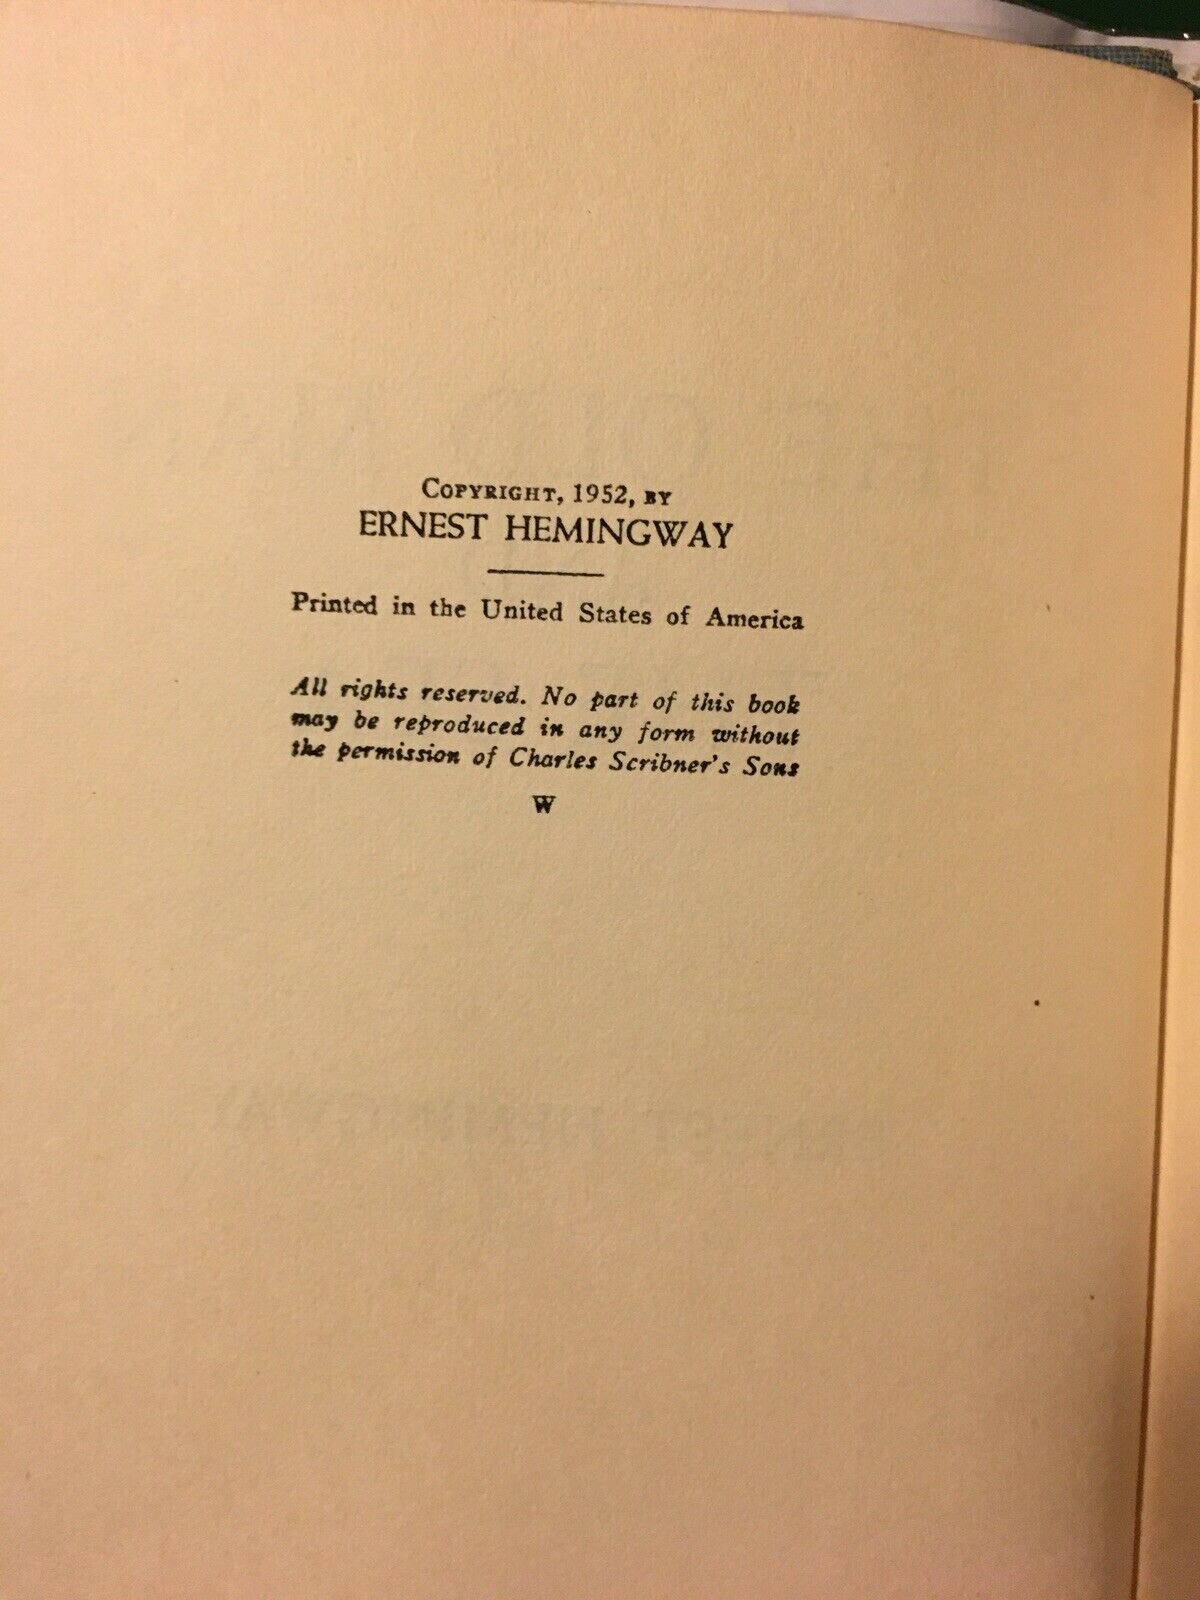 COPYRIGHT, 1952, BY
ERNEST HEMINGWAY
Printed in the United States of America
All rights reserved. No part of this book
may be reproduced in any form without
the permission of Charles Scribner's Sons
W